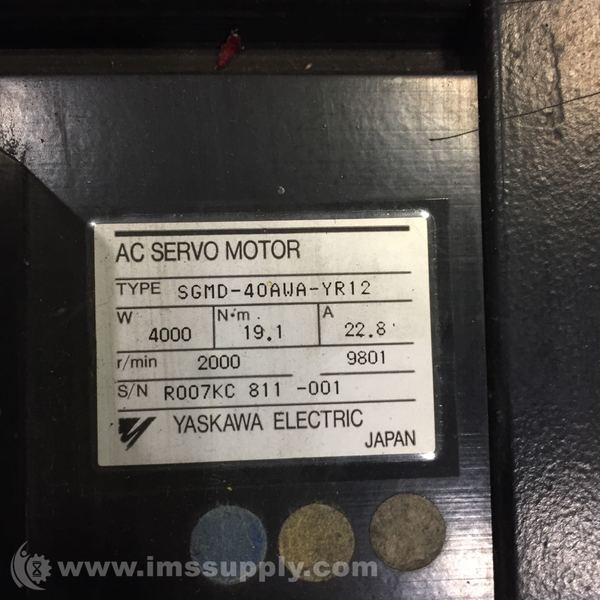 AC SERVO MOTOR
TYPE SGMD-40AWA-YR12
W 4000 N·m 19.1 A 22.8
r/min 2000 9801
S/N R007KC 811 -001
YASKAWA ELECTRIC
JAPAN
www.imssupply.com